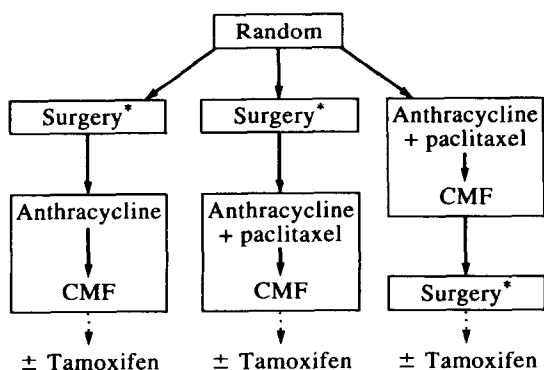 Random
Surgery*
Anthracycline
CMF
± Tamoxifen
Surgery*
Anthracycline
+ paclitaxel
CMF
± Tamoxifen
Anthracycline
+ paclitaxel
CMF
Surgery*
± Tamoxifen